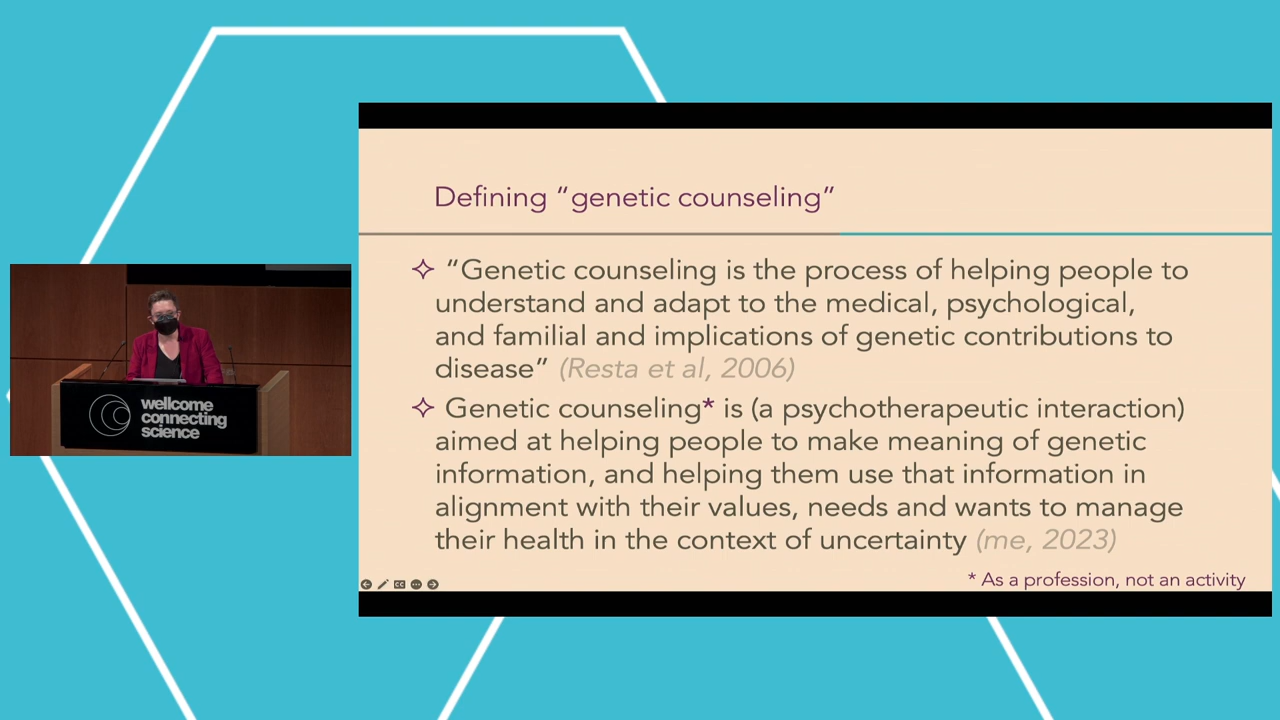 Defining “genetic counseling”
✧ “Genetic counseling is the process of helping people to
understand and adapt to the medical, psychological,
and familial and implications of genetic contributions to
disease” (Resta et al, 2006)
✧ Genetic counseling* is (a psychotherapeutic interaction)
aimed at helping people to make meaning of genetic
information, and helping them use that information in
alignment with their values, needs and wants to manage
their health in the context of uncertainty (me, 2023)
* As a profession, not an activity
wellcome
connecting
science